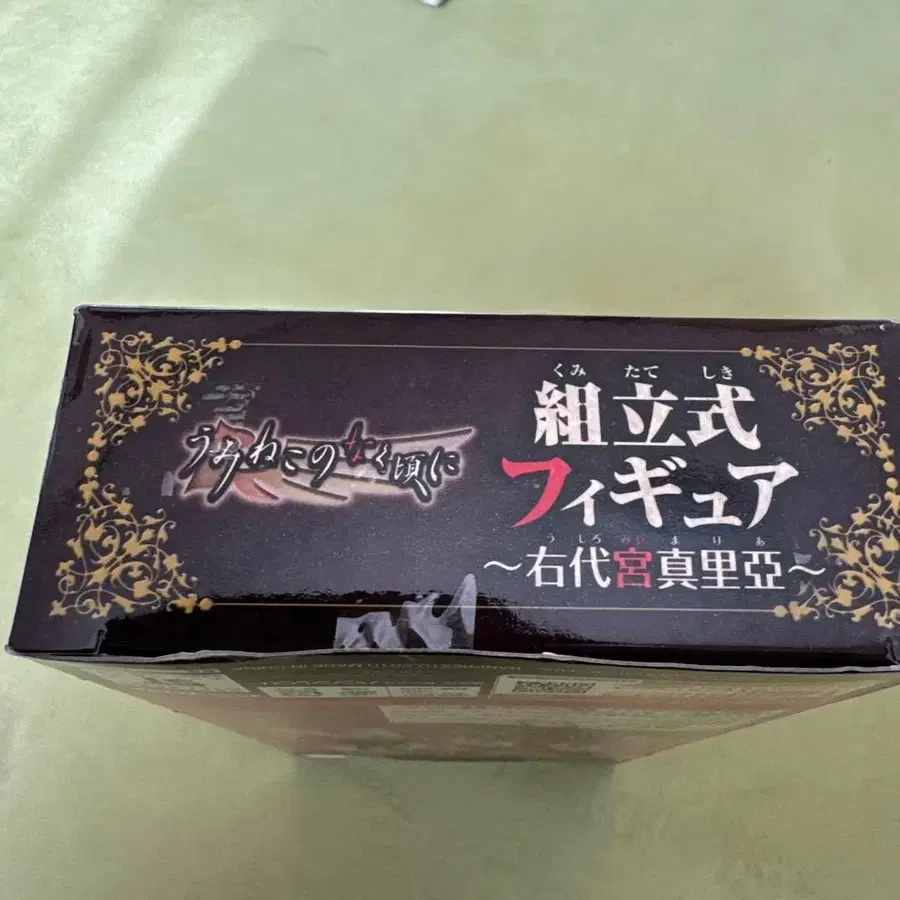 うみねこのなく頃に
くみ たて しき
組立式
フィギュア
うしろ みや ま り あ
～右代宮真里亞～